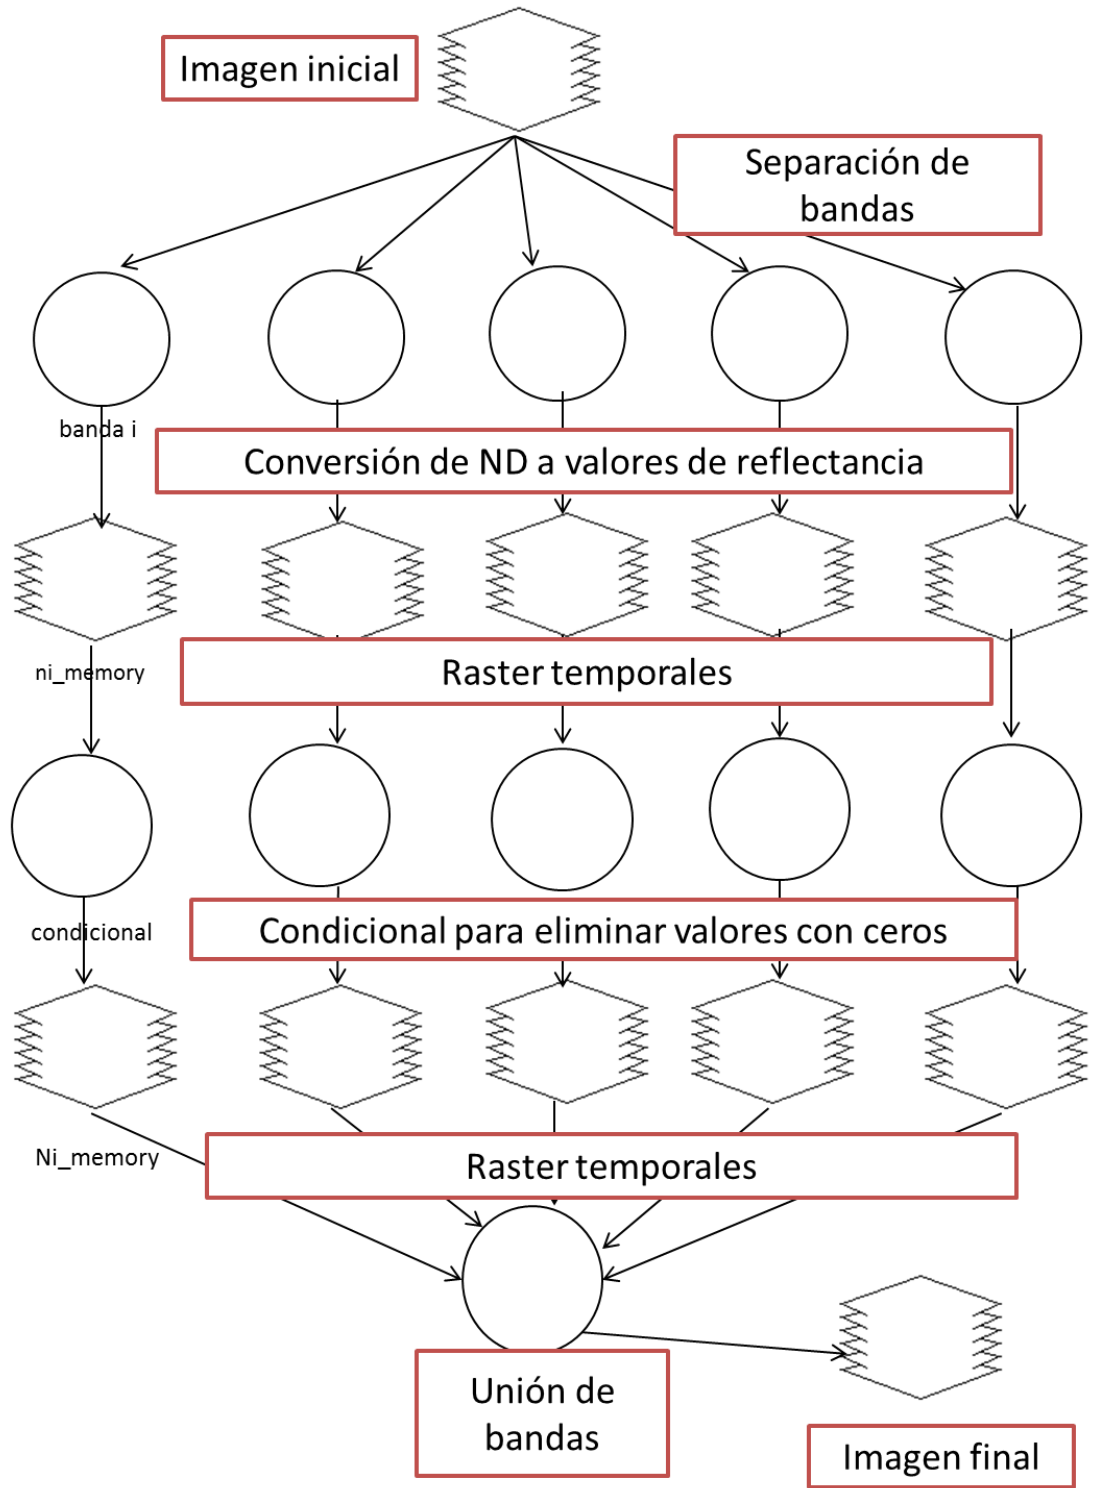 Imagen inicial
Separación de
bandas
banda i
Conversión de ND a valores de reflectancia
ni_memory
Raster temporales
condicional
Condicional para eliminar valores con ceros
Ni_memory
Raster temporales
Unión de
bandas
Imagen final